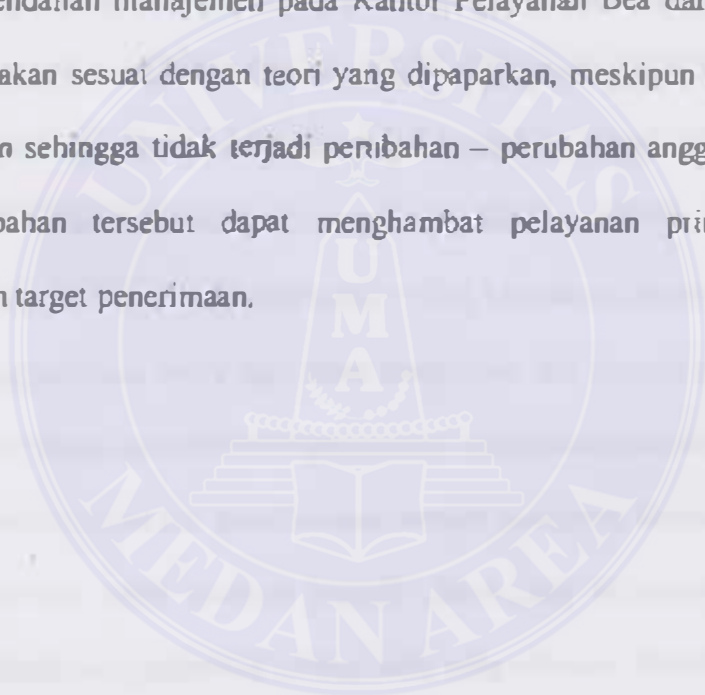 endalian manajemen pada Kantor Pelayanan Bea dan
akan sesuai dengan teori yang dipaparkan, meskipun
n sehingga tidak terjadi perubahan – perubahan angg
bahan tersebut dapat menghambat pelayanan pri
n target penerimaan.
UNIVERSITAS
UMA
MEDAN AREA